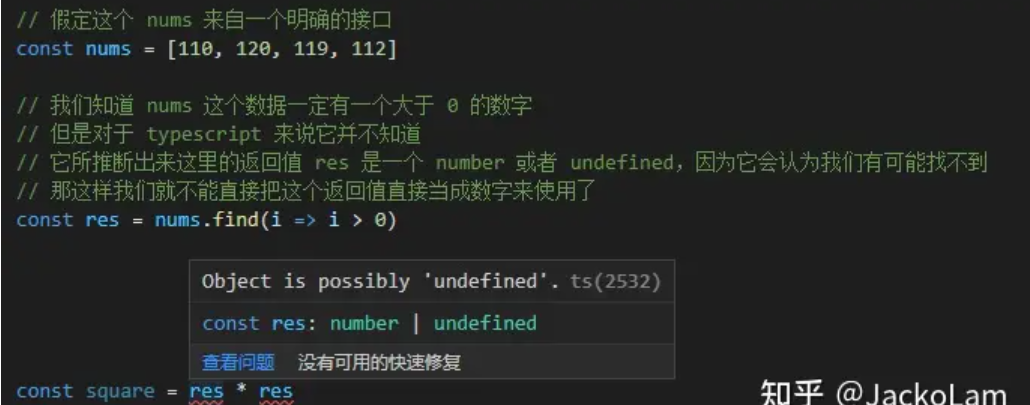 // 假定这个 nums 来自一个明确的接口
const nums = [110, 120, 119, 112]
// 我们知道 nums 这个数据一定有一个大于 0 的数字
// 但是对于 typescript 来说它并不知道
// 它所推断出来这里的返回值 res 是一个 number 或者 undefined，因为它会认为我们有可能找不到
// 那这样我们就不能直接把这个返回值直接当成数字来使用了
const res = nums.find(i => i > 0)
Object is possibly 'undefined'. ts(2532)
const res: number | undefined
查看问题 没有可用的快速修复
const square = res * res
知乎 @JackoLam